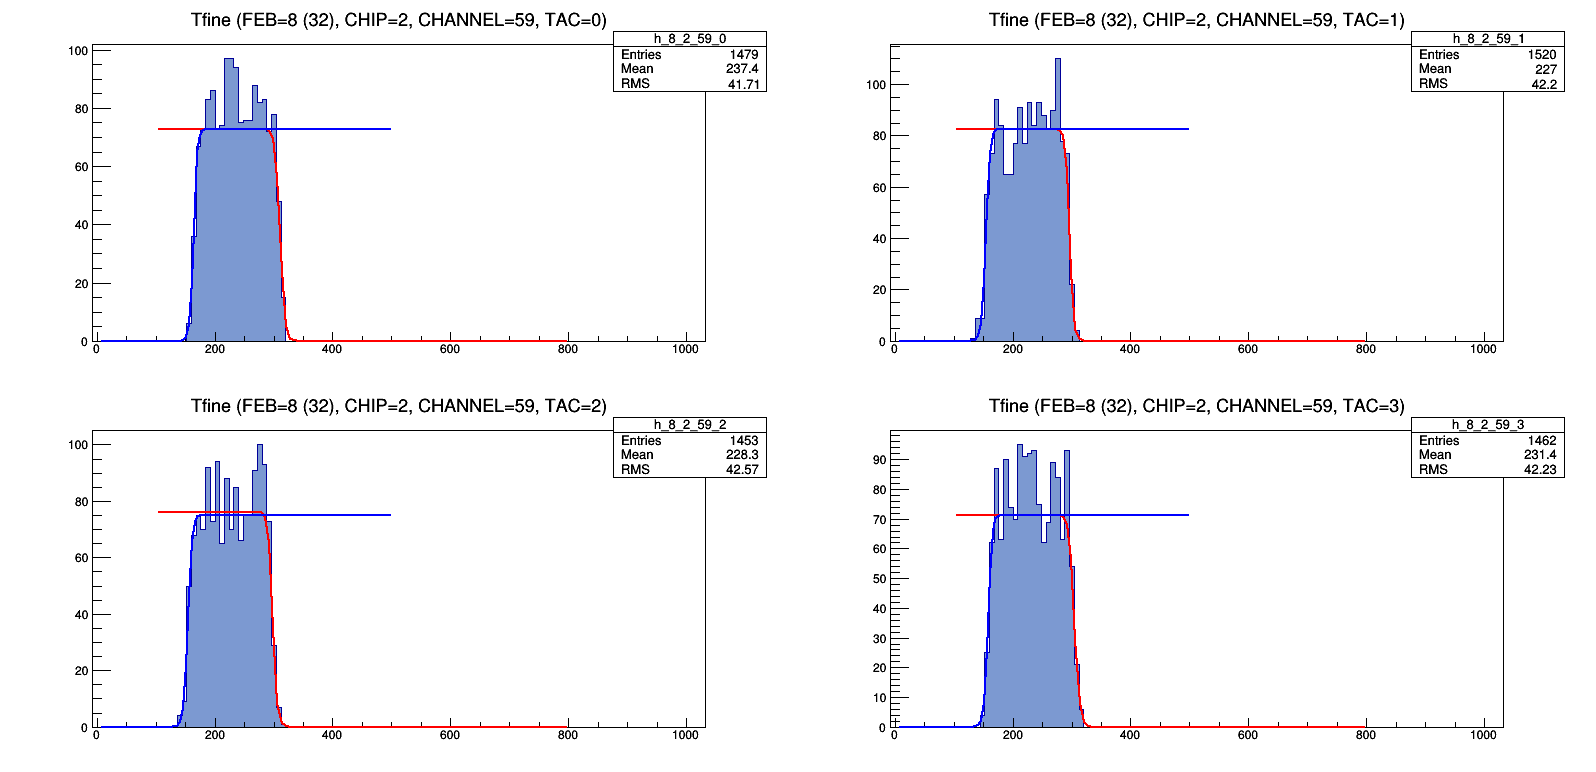 Tfine (FEB=8 (32), CHIP=2, CHANNEL=59, TAC=0)
h_8_2_59_0
Entries 1479
Mean 237.4
RMS 41.71
100
80
60
40
20
0
0 200 400 600 800 1000
Tfine (FEB=8 (32), CHIP=2, CHANNEL=59, TAC=1)
h_8_2_59_1
Entries 1520
Mean 227
RMS 42.2
100
80
60
40
20
0
0 200 400 600 800 1000
Tfine (FEB=8 (32), CHIP=2, CHANNEL=59, TAC=2)
h_8_2_59_2
Entries 1453
Mean 228.3
RMS 42.57
100
80
60
40
20
0
0 200 400 600 800 1000
Tfine (FEB=8 (32), CHIP=2, CHANNEL=59, TAC=3)
h_8_2_59_3
Entries 1462
Mean 231.4
RMS 42.23
90
80
70
60
50
40
30
20
10
0
0 200 400 600 800 1000